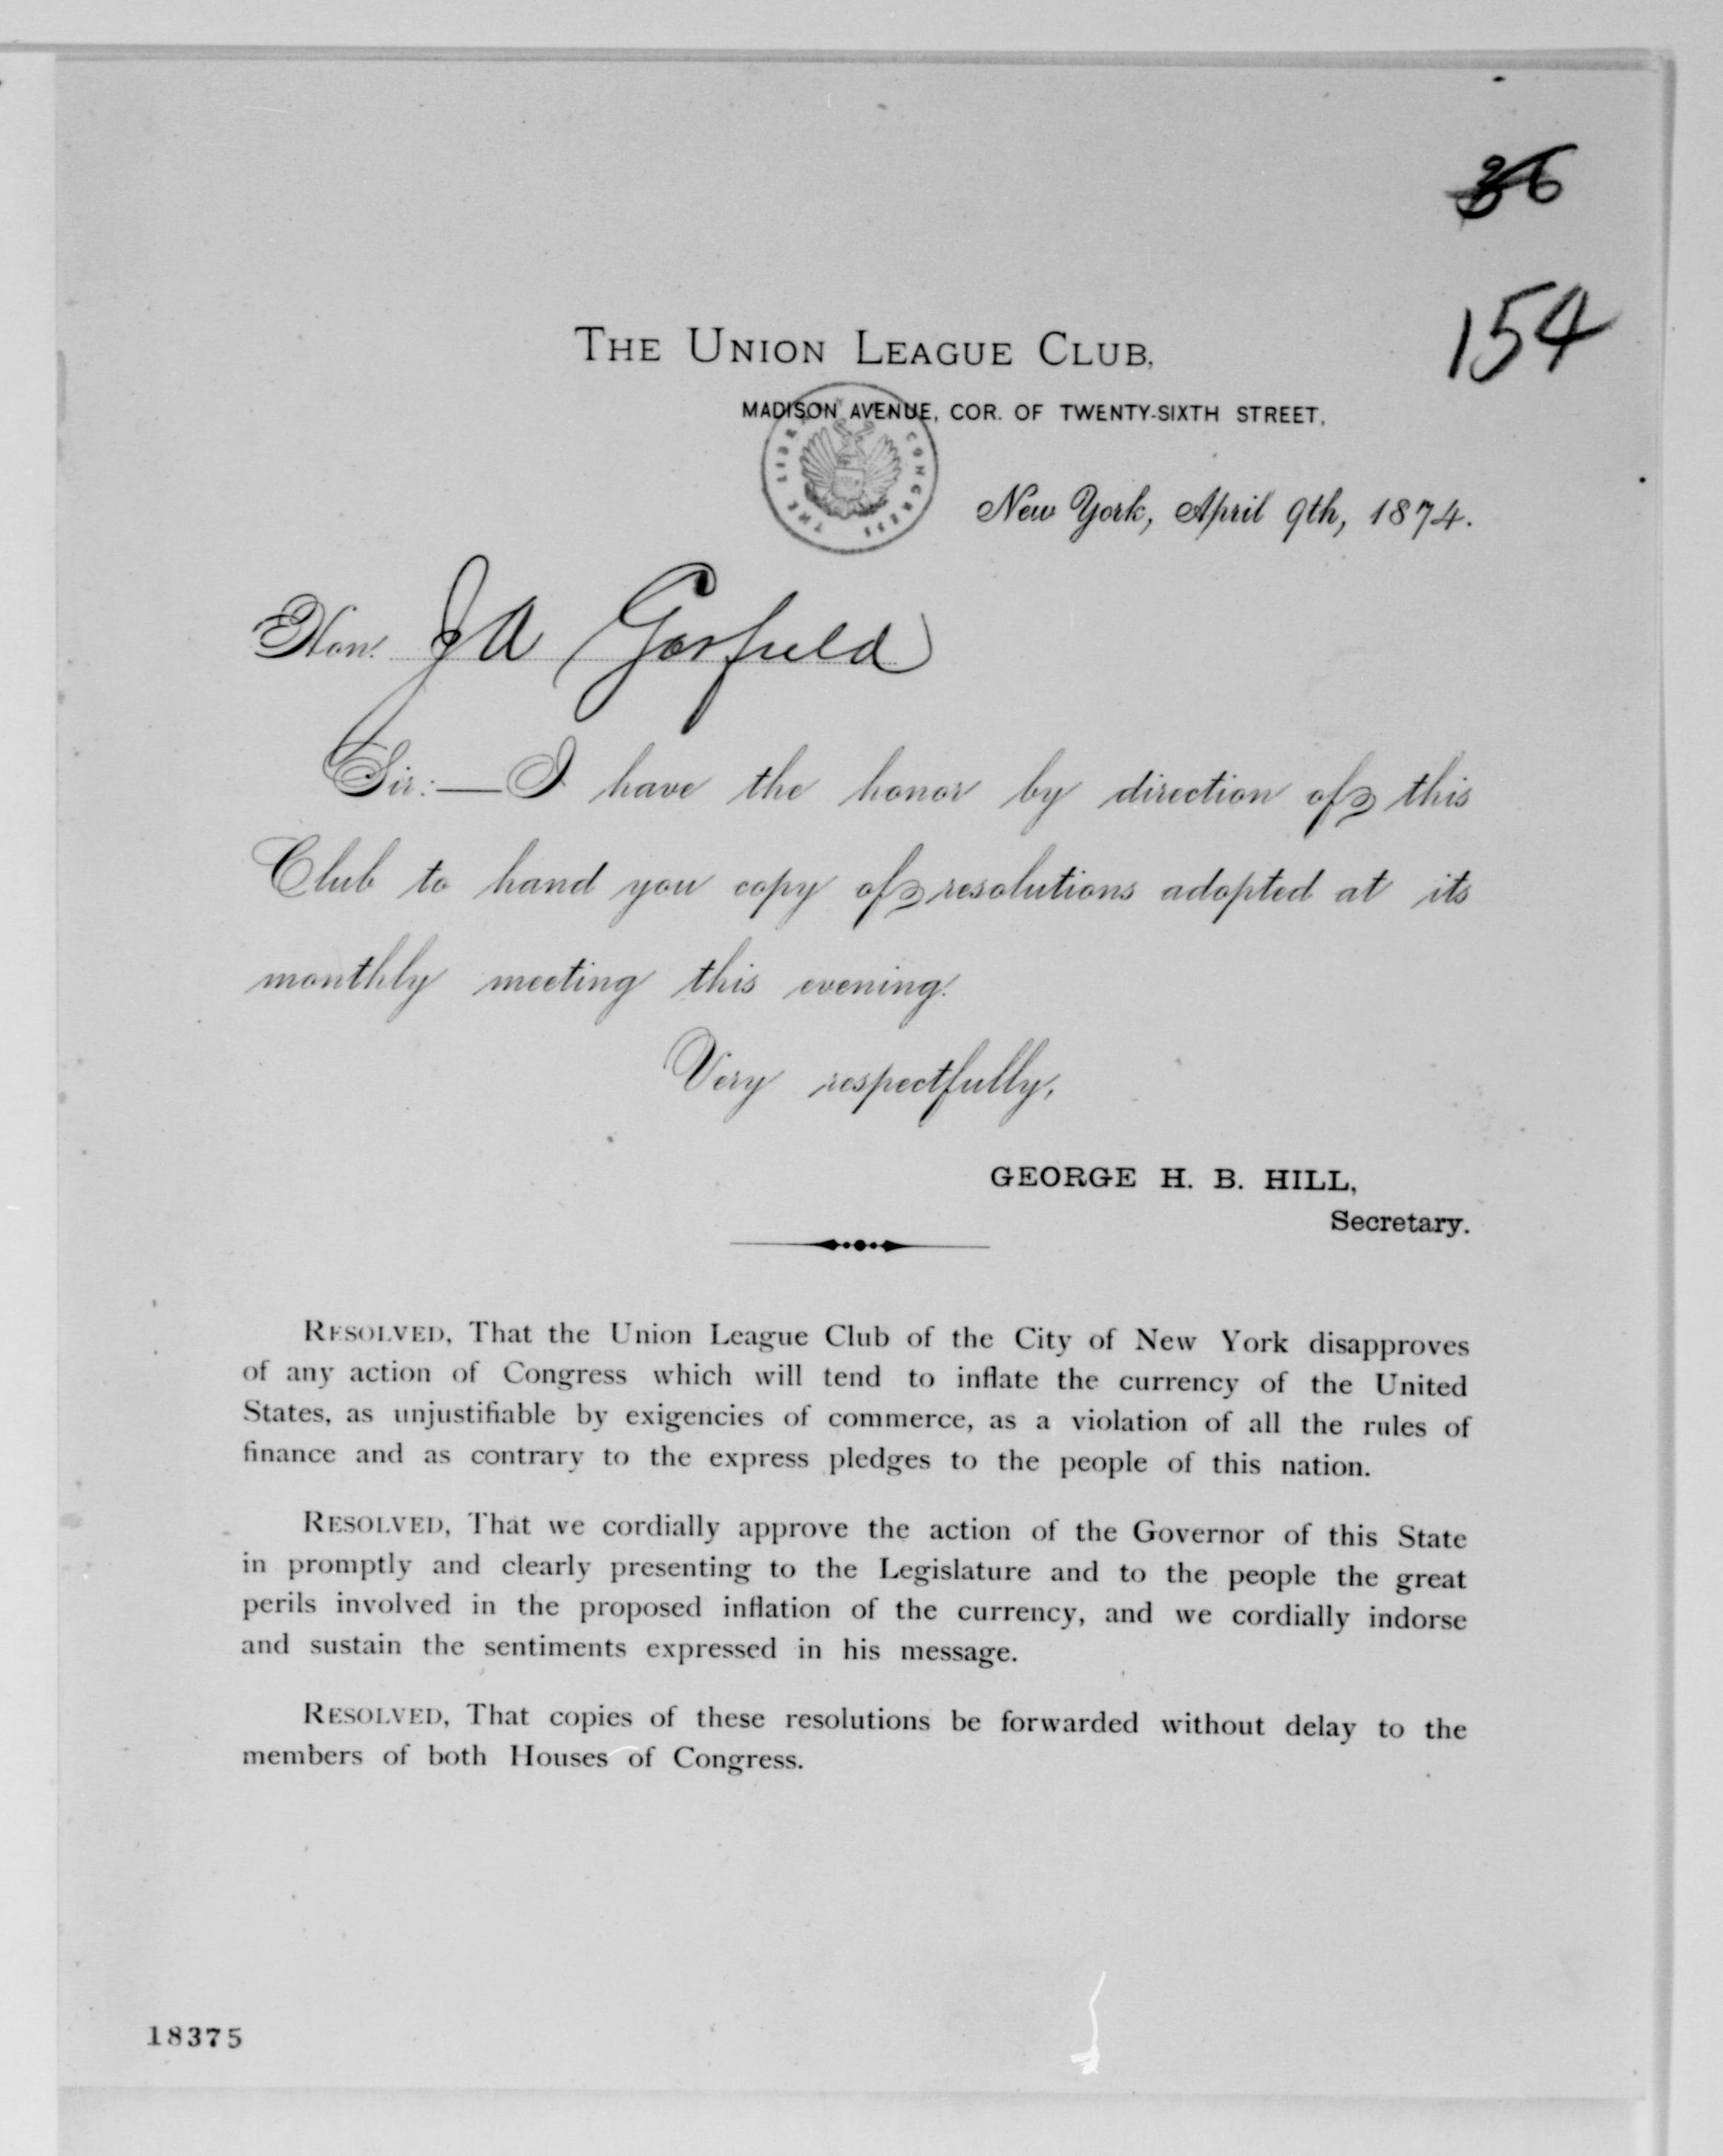 36
154
THE UNION LEAGUE CLUB,
MADISON AVENUE, COR. OF TWENTY-SIXTH STREET,
THE LIBRARY OF CONGRESS
New York, April 9th, 1874.
Hon. J A Garfield
Sir:—I have the honor by direction of this
Club to hand you copy of resolutions adopted at its
monthly meeting this evening.
Very respectfully,
GEORGE H. B. HILL,
Secretary.
RESOLVED, That the Union League Club of the City of New York disapproves
of any action of Congress which will tend to inflate the currency of the United
States, as unjustifiable by exigencies of commerce, as a violation of all the rules of
finance and as contrary to the express pledges to the people of this nation.
RESOLVED, That we cordially approve the action of the Governor of this State
in promptly and clearly presenting to the Legislature and to the people the great
perils involved in the proposed inflation of the currency, and we cordially indorse
and sustain the sentiments expressed in his message.
RESOLVED, That copies of these resolutions be forwarded without delay to the
members of both Houses of Congress.
18375